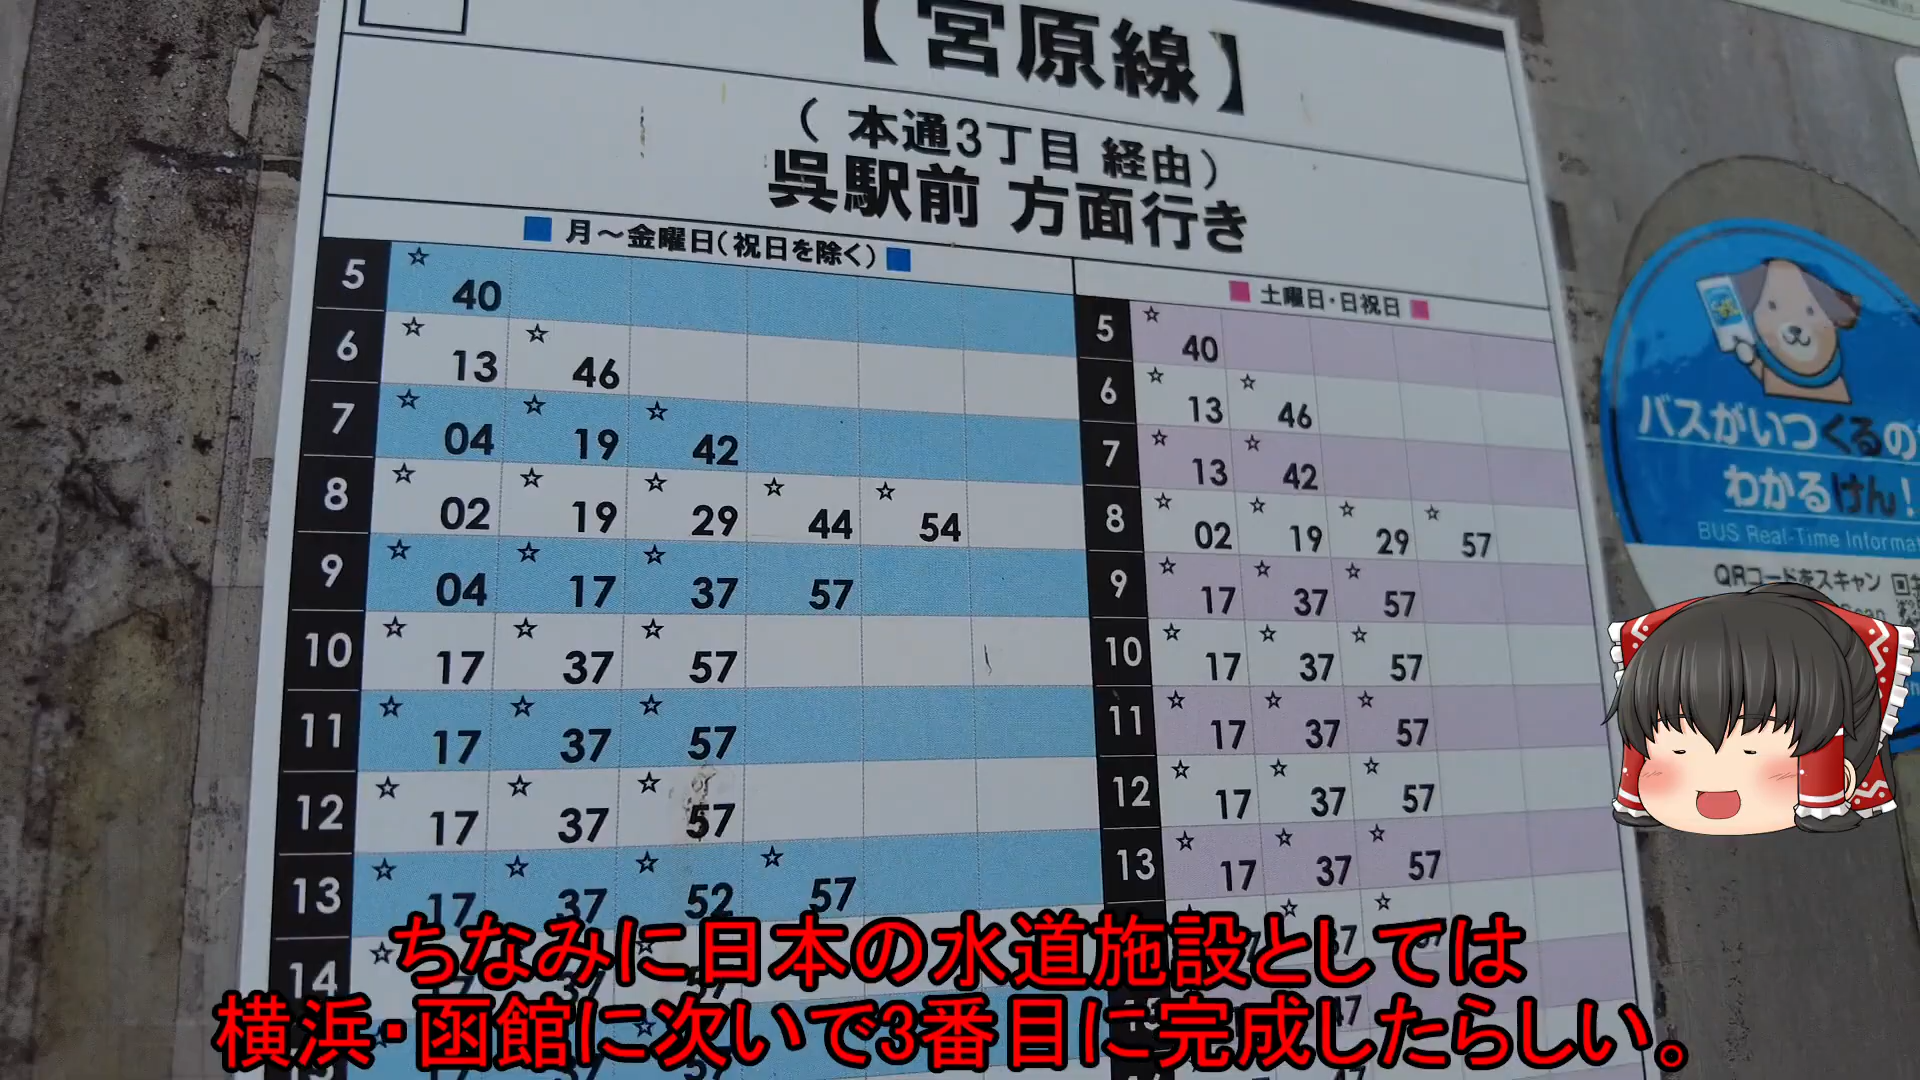 【宮原線】
（本通3丁目 経由）
呉駅前 方面行き
■ 月～金曜日（祝日を除く） ■
5 ☆40
6 ☆13 ☆46
7 ☆04 ☆19 ☆42
8 ☆02 ☆19 ☆29 ☆44 ☆54
9 ☆04 ☆17 ☆37 57
10 ☆17 ☆37 ☆57
11 ☆17 ☆37 ☆57
12 ☆17 ☆37 ☆57
13 ☆17 ☆37 ☆52 ☆57
14
■ 土曜日・日祝日 ■
5 ☆40
6 ☆13 ☆46
7 ☆13 ☆42
8 ☆02 ☆19 ☆29 ☆57
9 ☆17 ☆37 ☆57
10 ☆17 ☆37 ☆57
11 ☆17 ☆37 ☆57
12 ☆17 ☆37 ☆57
13 ☆17 ☆37 ☆57
バスがいつくるの
わかるけん！
BUS Real-Time Informat
QRコードをスキャン
ちなみに日本の水道施設としては
横浜・函館に次いで3番目に完成したらしい。